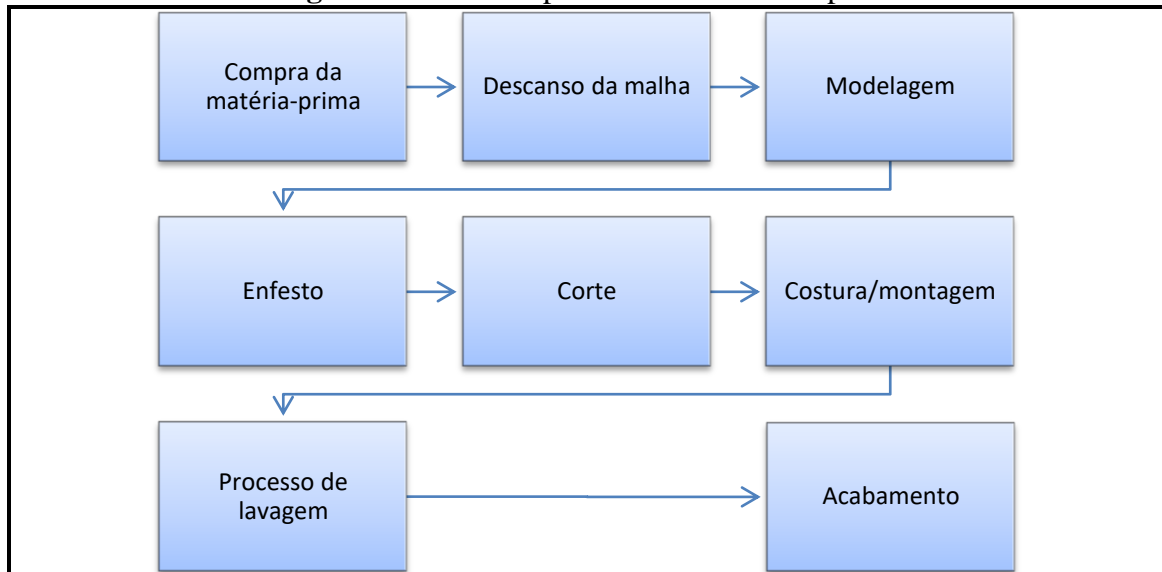 Compra da
matéria-prima
Descanso da malha
Modelagem
Enfesto
Corte
Costura/montagem
Processo de
lavagem
Acabamento